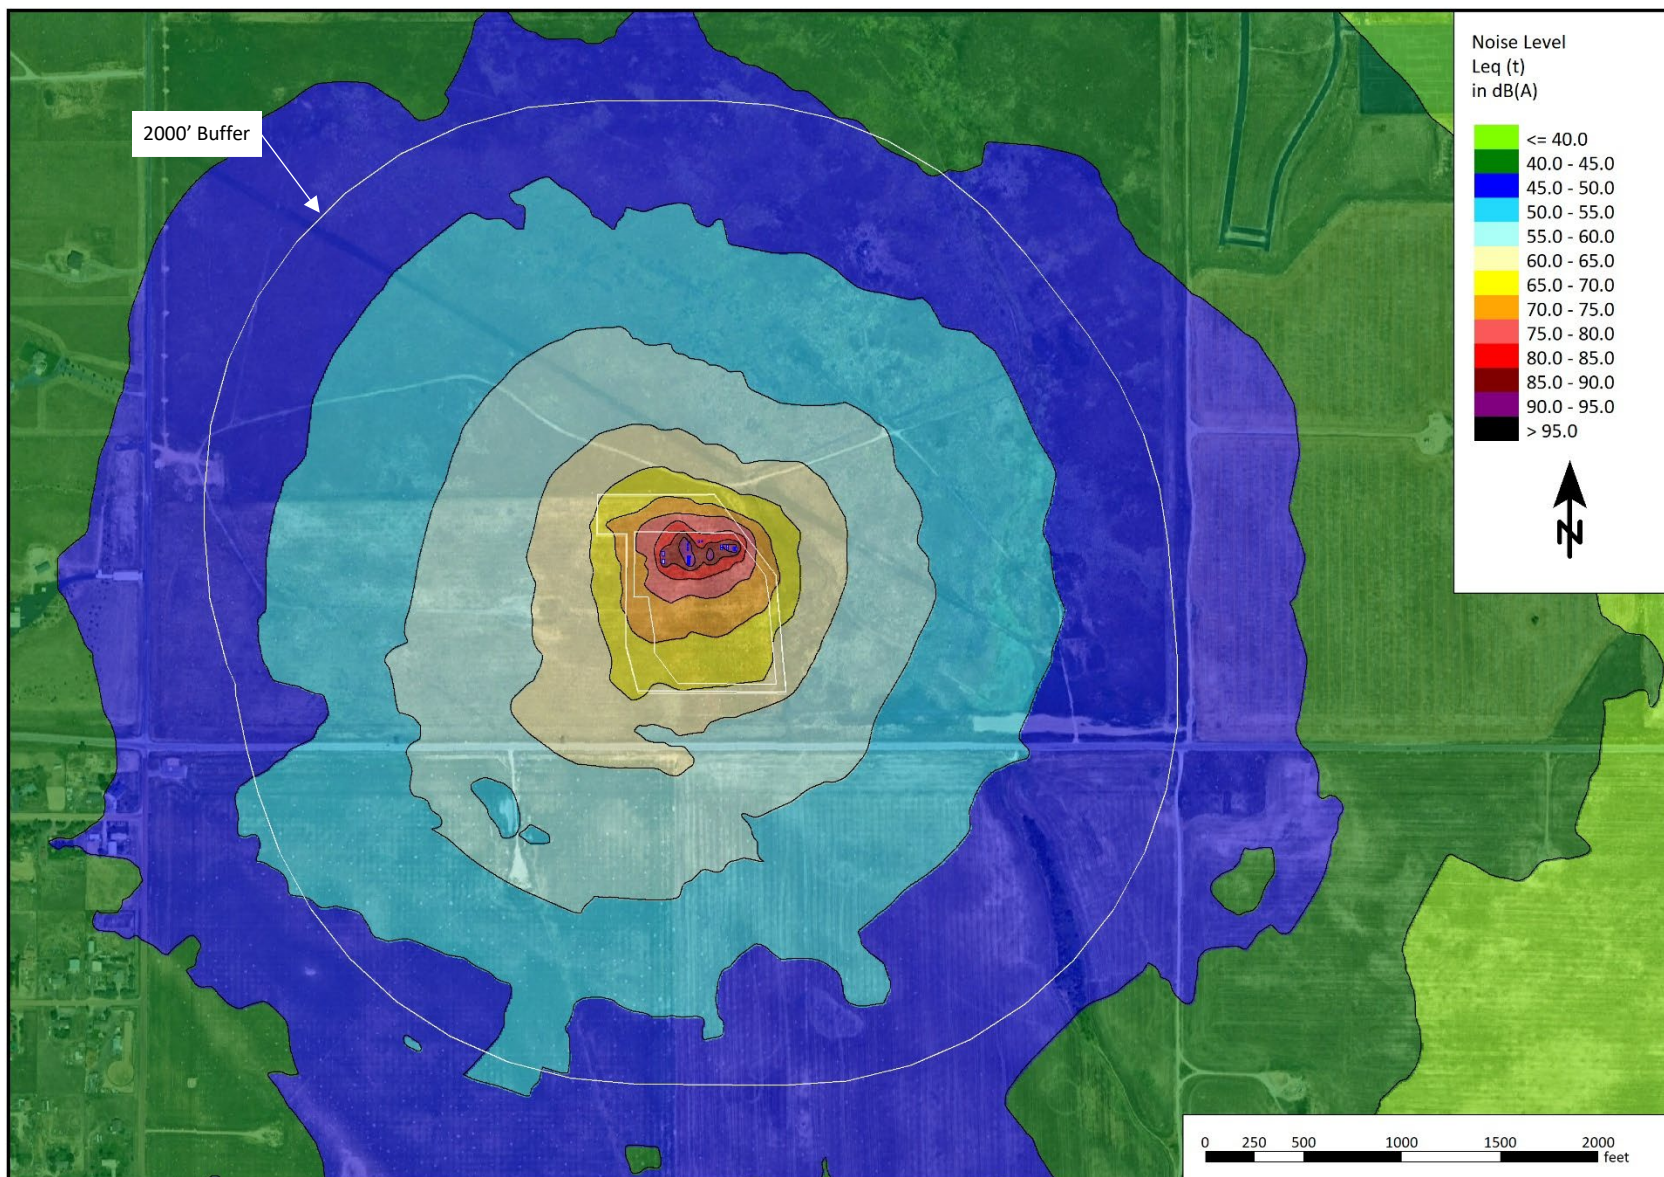 2000’ Buffer
Noise Level
Leq (t)
in dB(A)
<= 40.0
40.0 - 45.0
45.0 - 50.0
50.0 - 55.0
55.0 - 60.0
60.0 - 65.0
65.0 - 70.0
70.0 - 75.0
75.0 - 80.0
80.0 - 85.0
85.0 - 90.0
90.0 - 95.0
> 95.0
N
0 250 500 1000 1500 2000
feet